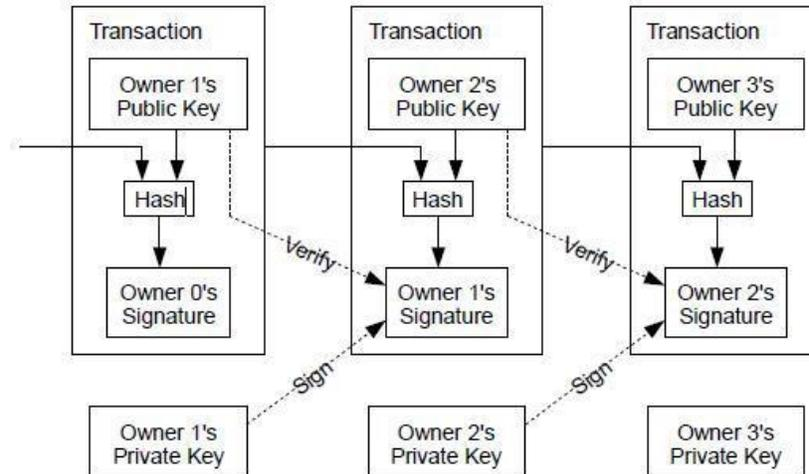 Transaction
Owner 1's
Public Key
Hash
Owner 0's
Signature
Transaction
Owner 2's
Public Key
Hash
Verify
Owner 1's
Signature
Transaction
Owner 3's
Public Key
Hash
Verify
Owner 2's
Signature
Sign
Sign
Owner 1's
Private Key
Owner 2's
Private Key
Owner 3's
Private Key